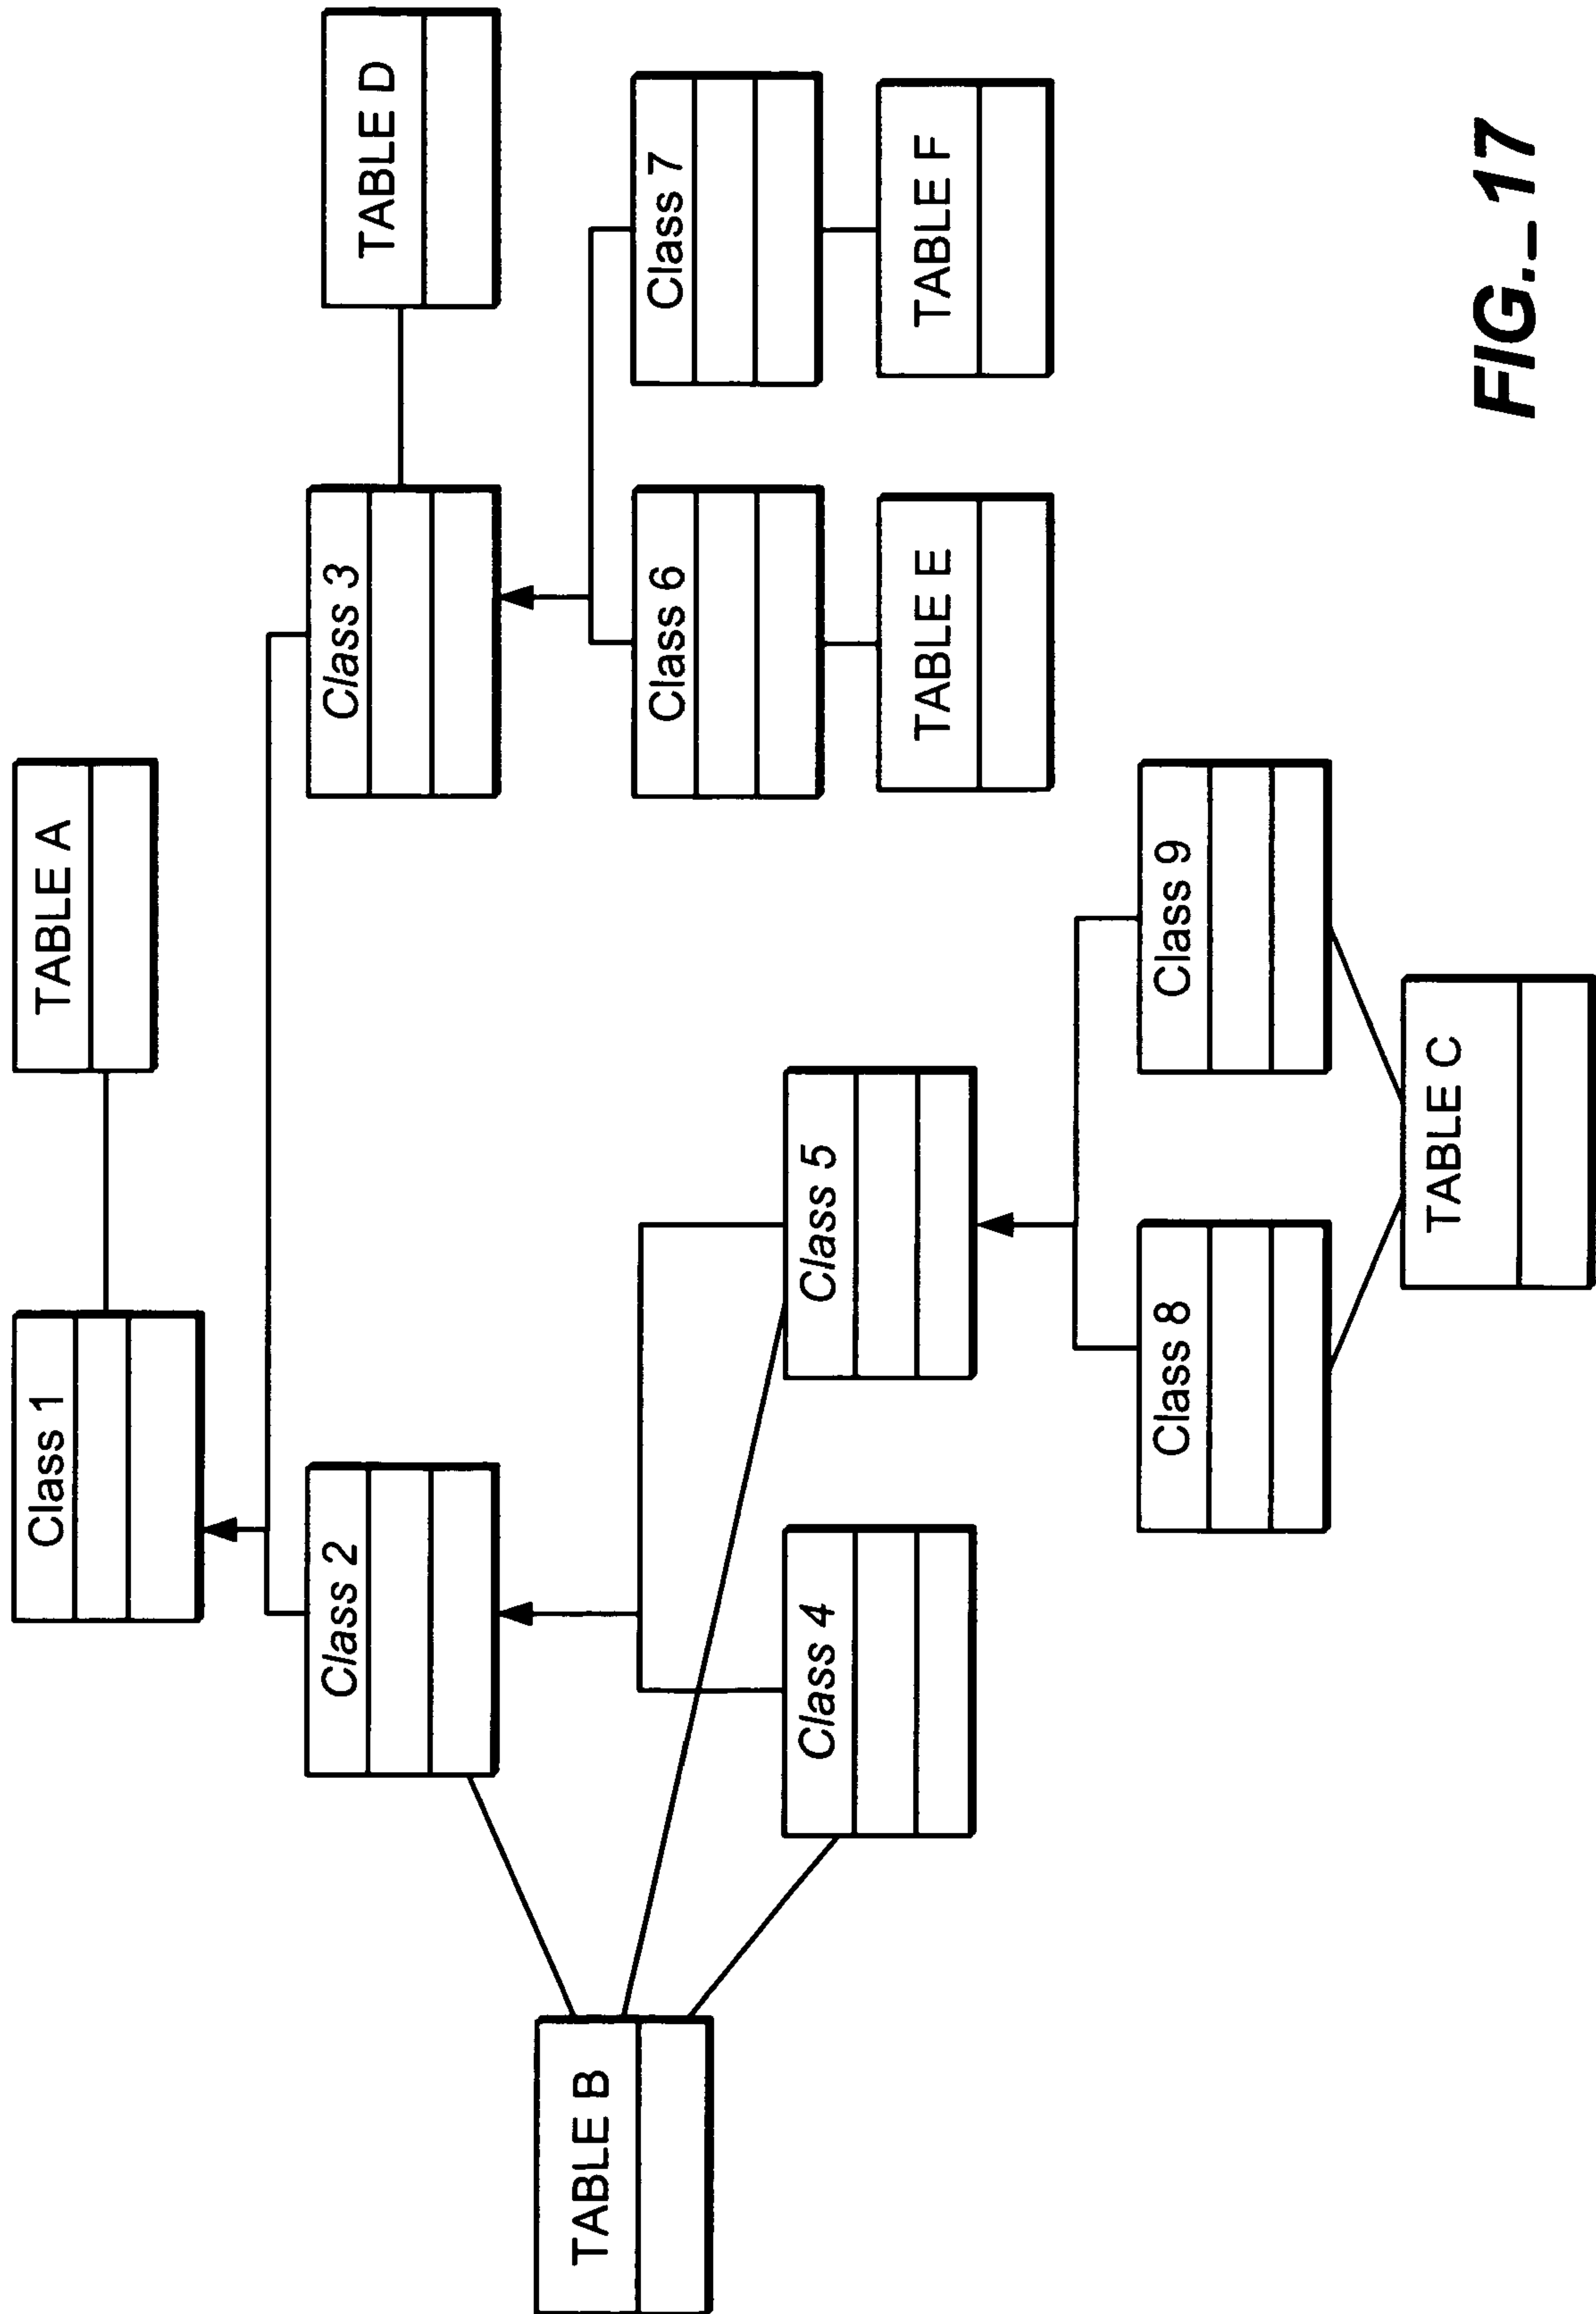 Class 1
TABLE A
Class 2
Class 3
TABLE D
TABLE B
Class 4
Class 5
Class 6
Class 7
TABLE E
TABLE F
Class 8
Class 9
TABLE C
FIG._17